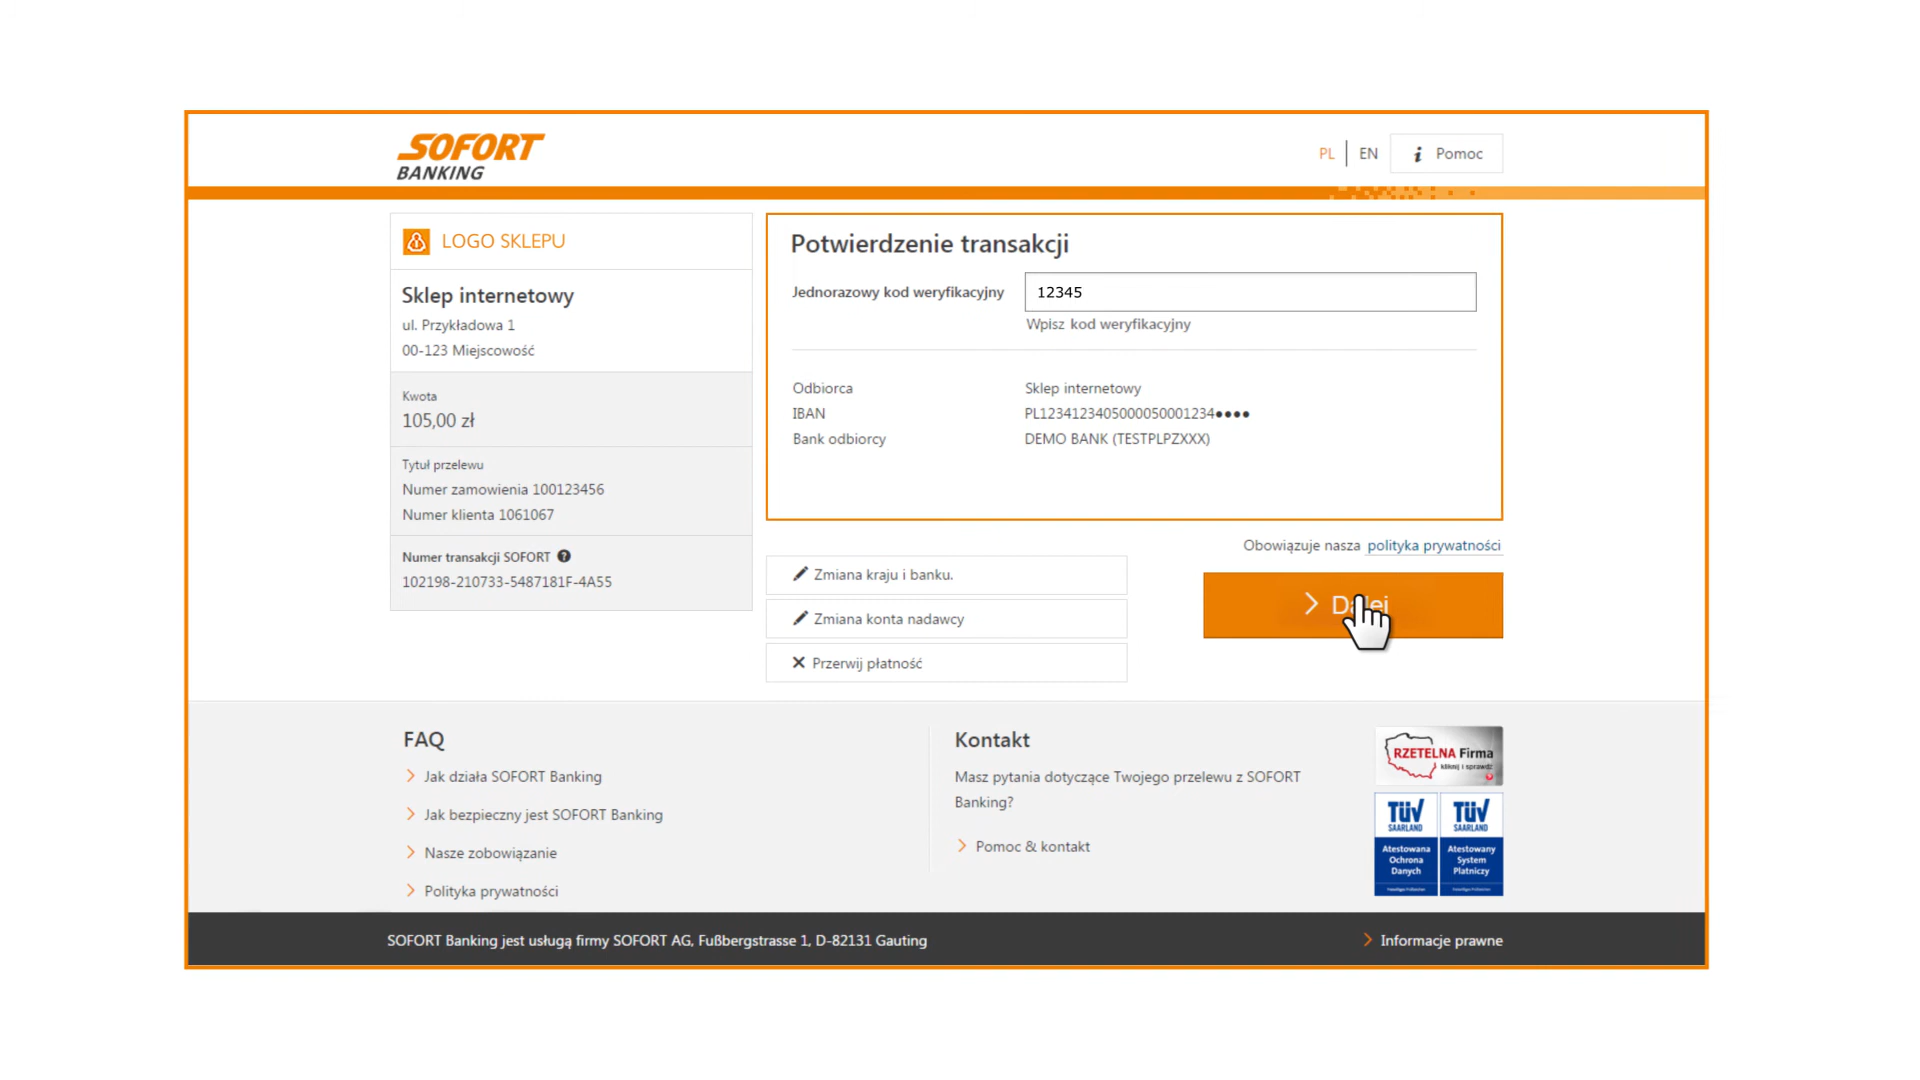 SOFORT
BANKING
PL
EN
i Pomoc
LOGO SKLEPU
Sklep internetowy
ul. Przykładowa 1
00-123 Miejscowość
Kwota
105,00 zł
Tytuł przelewu
Numer zamowienia 100123456
Numer klienta 1061067
Numer transakcji SOFORT ?
102198-210733-5487181F-4A55
Potwierdzenie transakcji
Jednorazowy kod weryfikacyjny
12345
Wpisz kod weryfikacyjny
Odbiorca Sklep internetowy
IBAN PL1234123405000050001234●●●●
Bank odbiorcy DEMO BANK (TESTPLPZXXX)
Obowiązuje nasza polityka prywatności
Zmiana kraju i banku.
Zmiana konta nadawcy
Przerwij płatność
Dalej
FAQ
Jak działa SOFORT Banking
Jak bezpieczny jest SOFORT Banking
Nasze zobowiązanie
Polityka prywatności
Kontakt
Masz pytania dotyczące Twojego przelewu z SOFORT
Banking?
Pomoc & kontakt
RZETELNA Firma
kliknij i sprawdź
TÜV
SAARLAND
Atestowana
Ochrona
Danych
TÜV
SAARLAND
Atestowany
System
Płatniczy
SOFORT Banking jest usługą firmy SOFORT AG, Fußbergstrasse 1, D-82131 Gauting
Informacje prawne